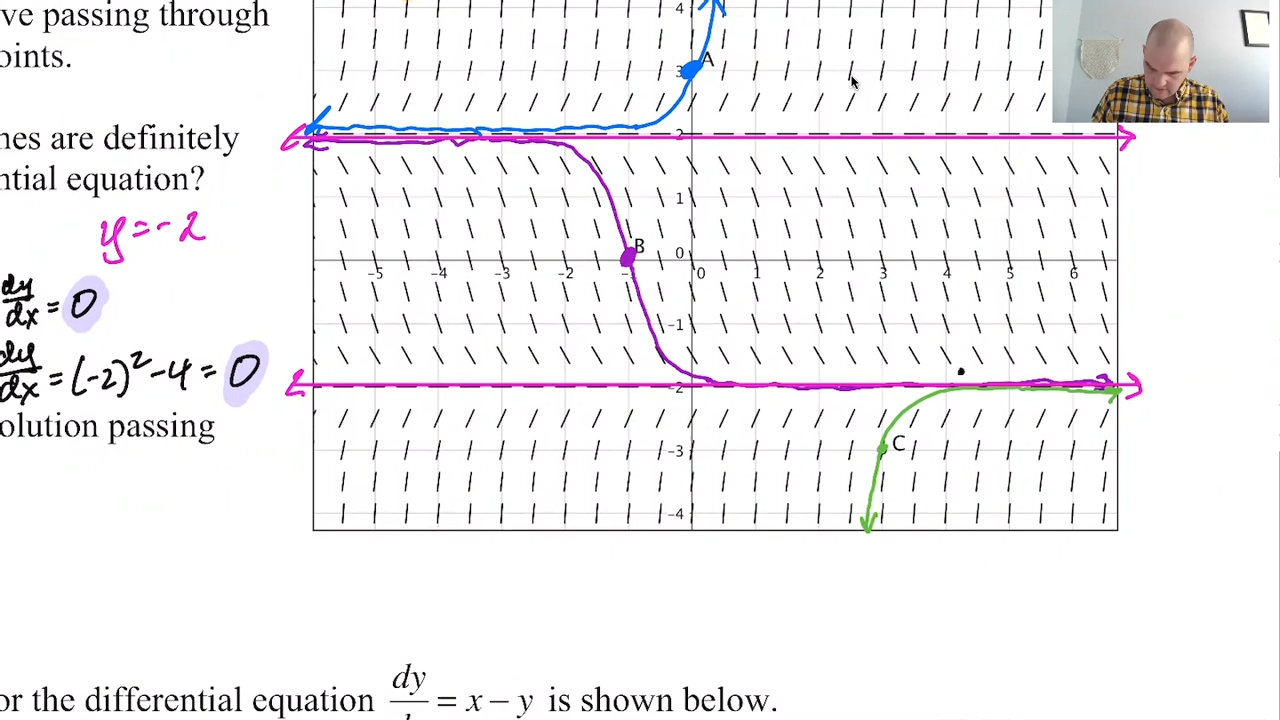 ve passing through
oints.
nes are definitely
ntial equation?
y=-2
dy/dx = 0
dy/dx = (-2)² - 4 = 0
olution passing
4
3
A
2
1
B
0
-5 -4 -3 -2 -1 0 1 2 3 4 5 6
-1
-2
C
-3
-4
or the differential equation dy/ = x - y is shown below.